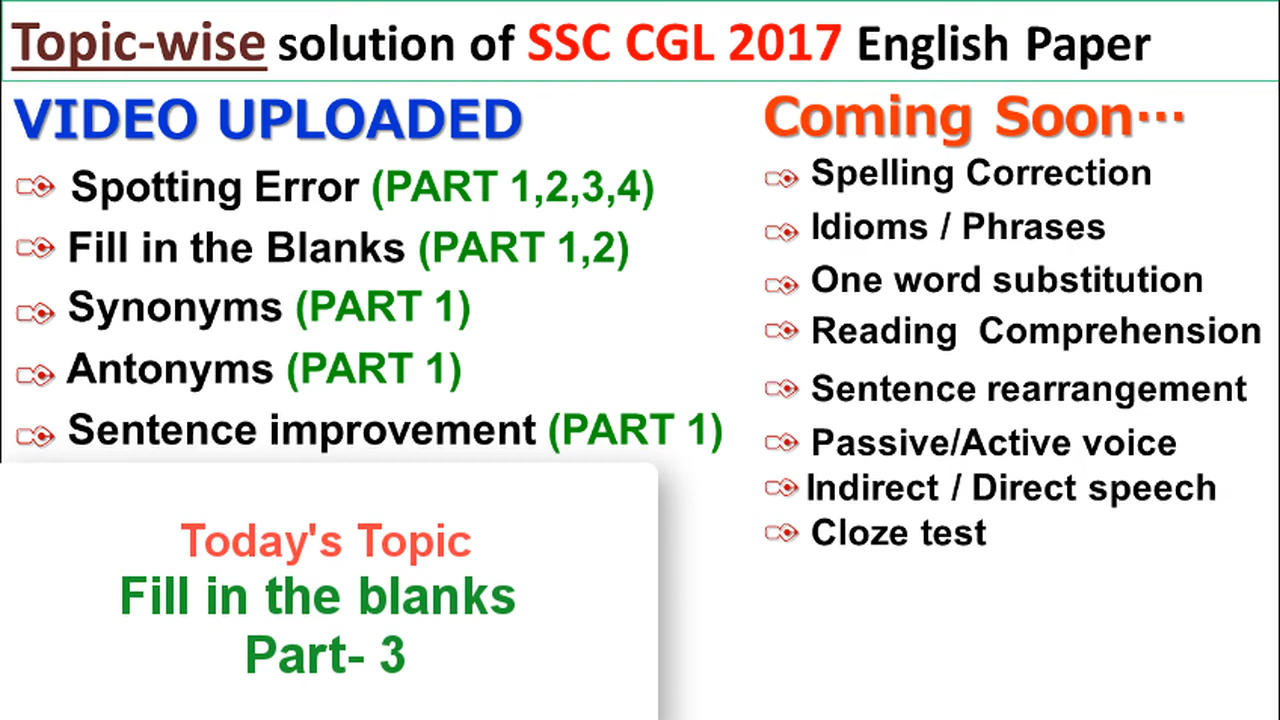 Topic-wise solution of SSC CGL 2017 English Paper
VIDEO UPLOADED
Spotting Error (PART 1,2,3,4)
Fill in the Blanks (PART 1,2)
Synonyms (PART 1)
Antonyms (PART 1)
Sentence improvement (PART 1)
Coming Soon...
Spelling Correction
Idioms / Phrases
One word substitution
Reading Comprehension
Sentence rearrangement
Passive/Active voice
Indirect / Direct speech
Cloze test
Today's Topic
Fill in the blanks
Part- 3